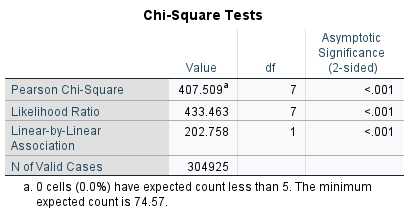 Chi-Square Tests
Value df Asymptotic Significance (2-sided)
Pearson Chi-Square 407.509a 7 <.001
Likelihood Ratio 433.463 7 <.001
Linear-by-Linear Association 202.758 1 <.001
N of Valid Cases 304925
a. 0 cells (0.0%) have expected count less than 5. The minimum
expected count is 74.57.